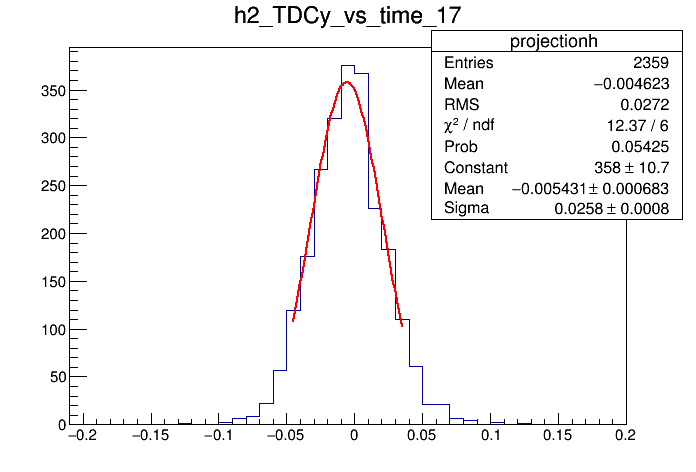 h2_TDCy_vs_time_17
projectionh
Entries 2359
Mean −0.004623
RMS 0.0272
χ² / ndf 12.37 / 6
Prob 0.05425
Constant 358 ± 10.7
Mean −0.005431 ± 0.000683
Sigma 0.0258 ± 0.0008
350
300
250
200
150
100
50
0
−0.2 −0.15 −0.1 −0.05 0 0.05 0.1 0.15 0.2